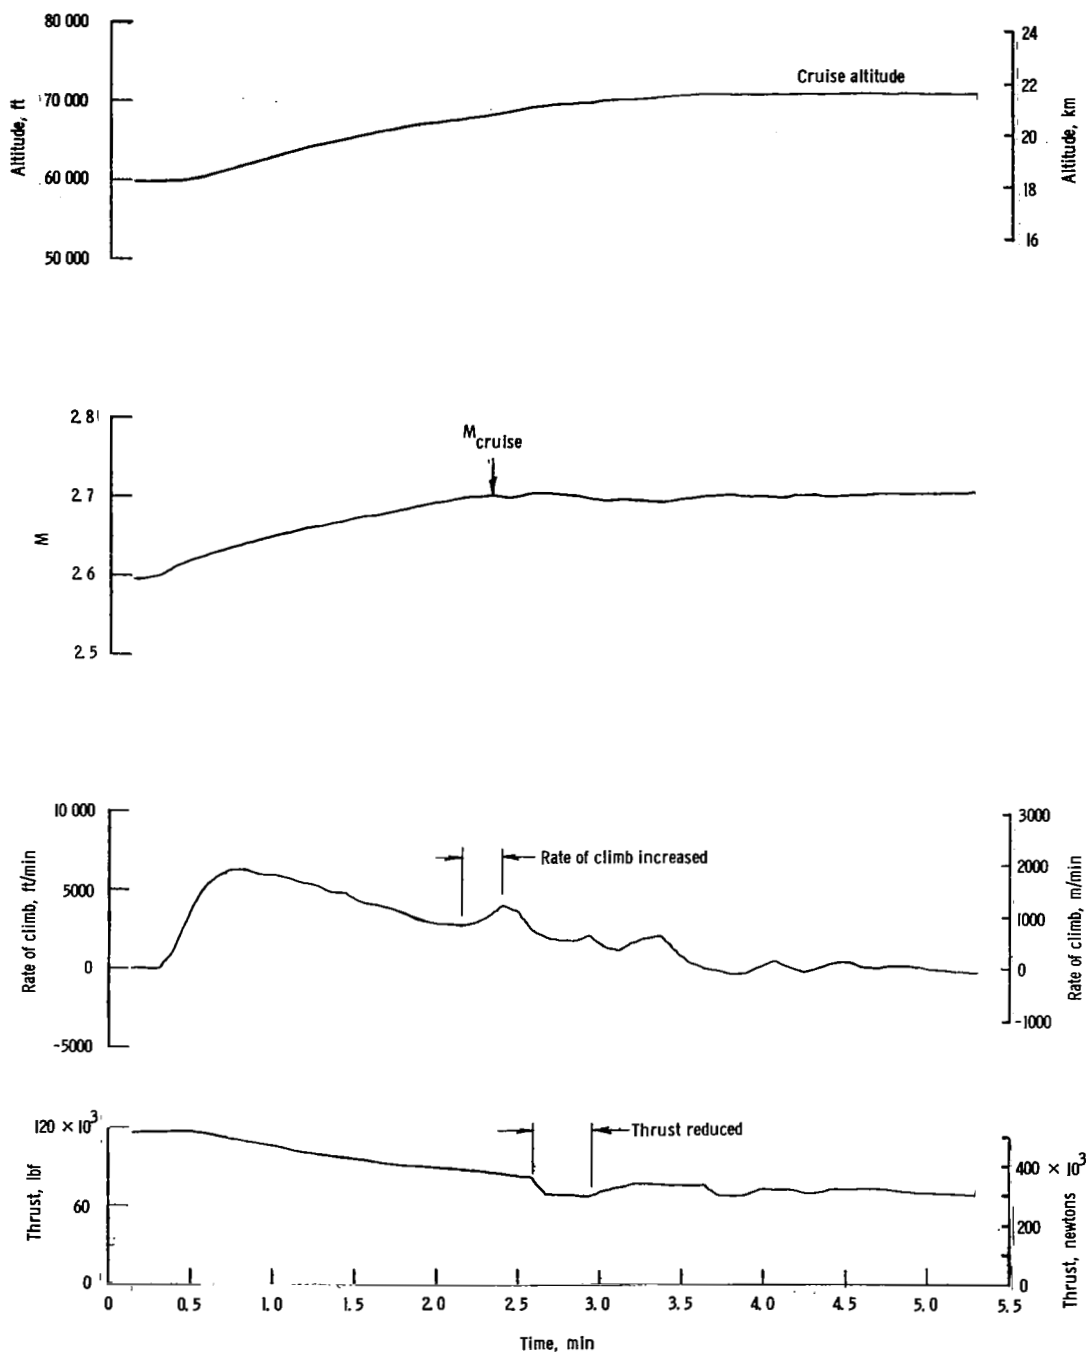 80 000
70 000
60 000
50 000
Altitude, ft
Cruise altitude
24
22
20
18
16
Altitude, km
2.8
2.7
2.6
2.5
M
M cruise
10 000
5000
0
-5000
Rate of climb, ft/min
Rate of climb increased
3000
2000
1000
0
-1000
Rate of climb, m/min
120 × 10³
60
0
Thrust, lbf
Thrust reduced
400 × 10³
200
0
Thrust, newtons
0 0.5 1.0 1.5 2.0 2.5 3.0 3.5 4.0 4.5 5.0 5.5
Time, min